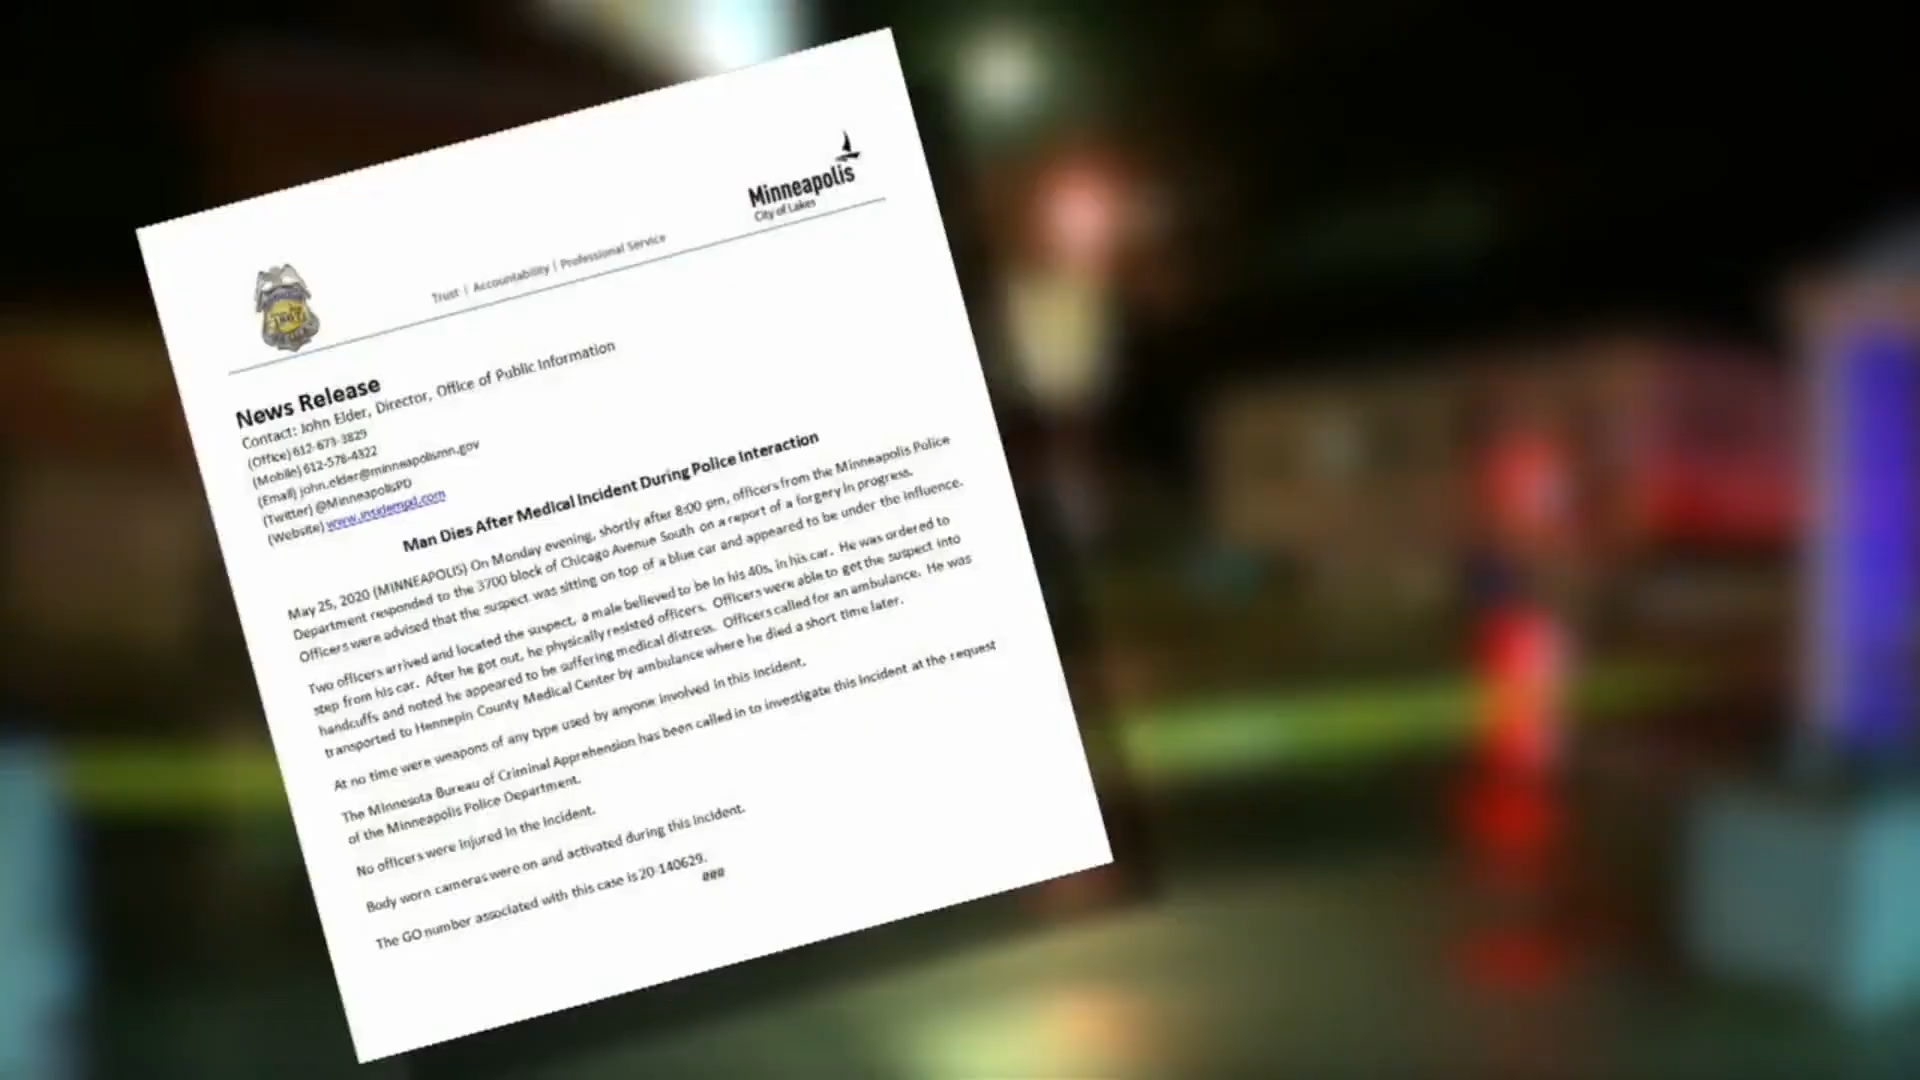 Minneapolis
City of Lakes
Trust | Accountability | Professional Service
News Release
Contact: John Elder, Director, Office of Public Information
(Office) 612-673-3829
(Mobile) 612-578-4322
(Email) john.elder@minneapolismn.gov
(Twitter) @MinneapolisPD
(Website) www.insidempd.com
Man Dies After Medical Incident During Police Interaction
May 25, 2020 (MINNEAPOLIS) On Monday evening, shortly after 8:00 pm, officers from the Minneapolis Police
Department responded to the 3700 block of Chicago Avenue South on a report of a forgery in progress.
Officers were advised that the suspect was sitting on top of a blue car and appeared to be under the influence.
Two officers arrived and located the suspect, a male believed to be in his 40s, in his car. He was ordered to
step from his car. After he got out, he physically resisted officers. Officers were able to get the suspect into
handcuffs and noted he appeared to be suffering medical distress. Officers called for an ambulance. He was
transported to Hennepin County Medical Center by ambulance where he died a short time later.
At no time were weapons of any type used by anyone involved in this incident.
The Minnesota Bureau of Criminal Apprehension has been called in to investigate this incident at the request
of the Minneapolis Police Department.
No officers were injured in the incident.
Body worn cameras were on and activated during this incident.
The GO number associated with this case is 20-140629.
###